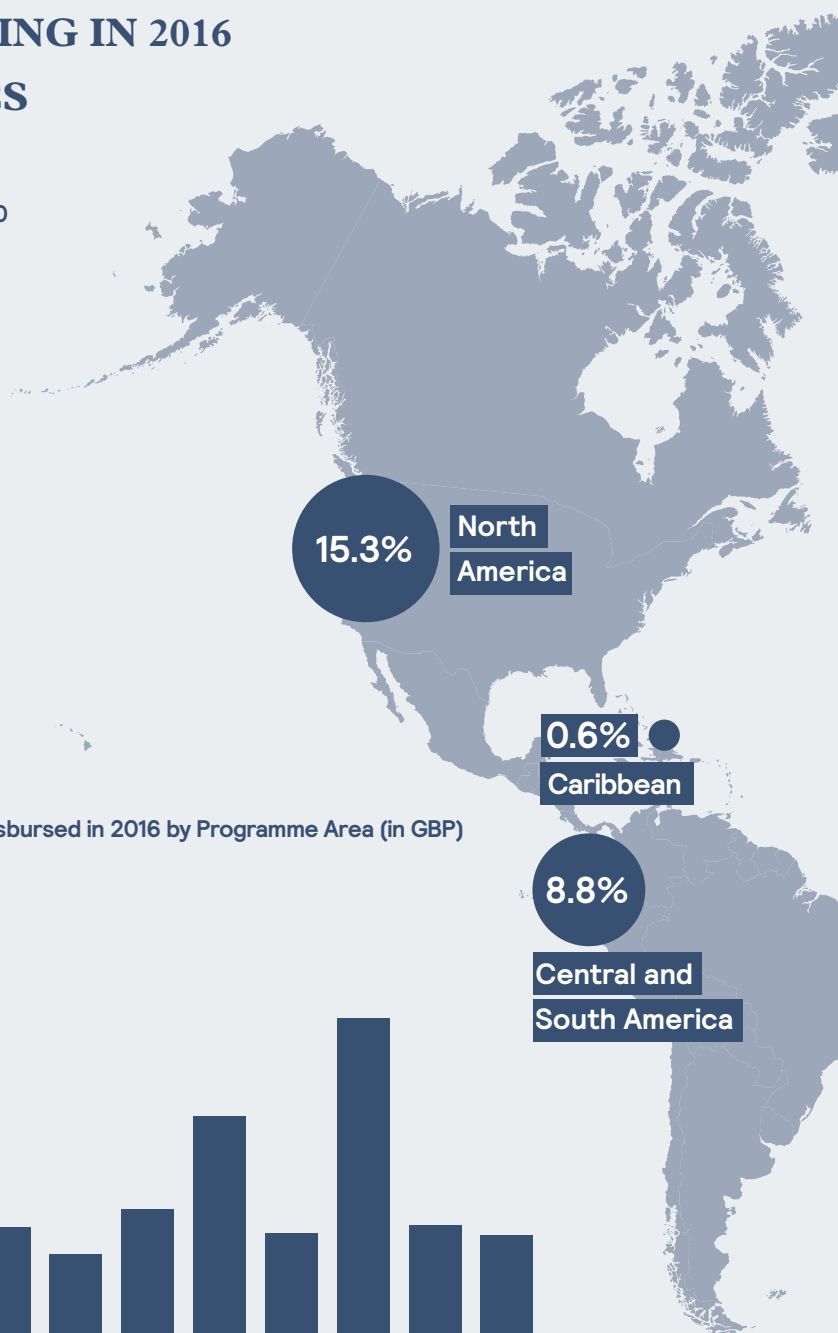 ING IN 2016
S
0
15.3%
North
America
0.6%
Caribbean
sbursed in 2016 by Programme Area (in GBP)
8.8%
Central and
South America